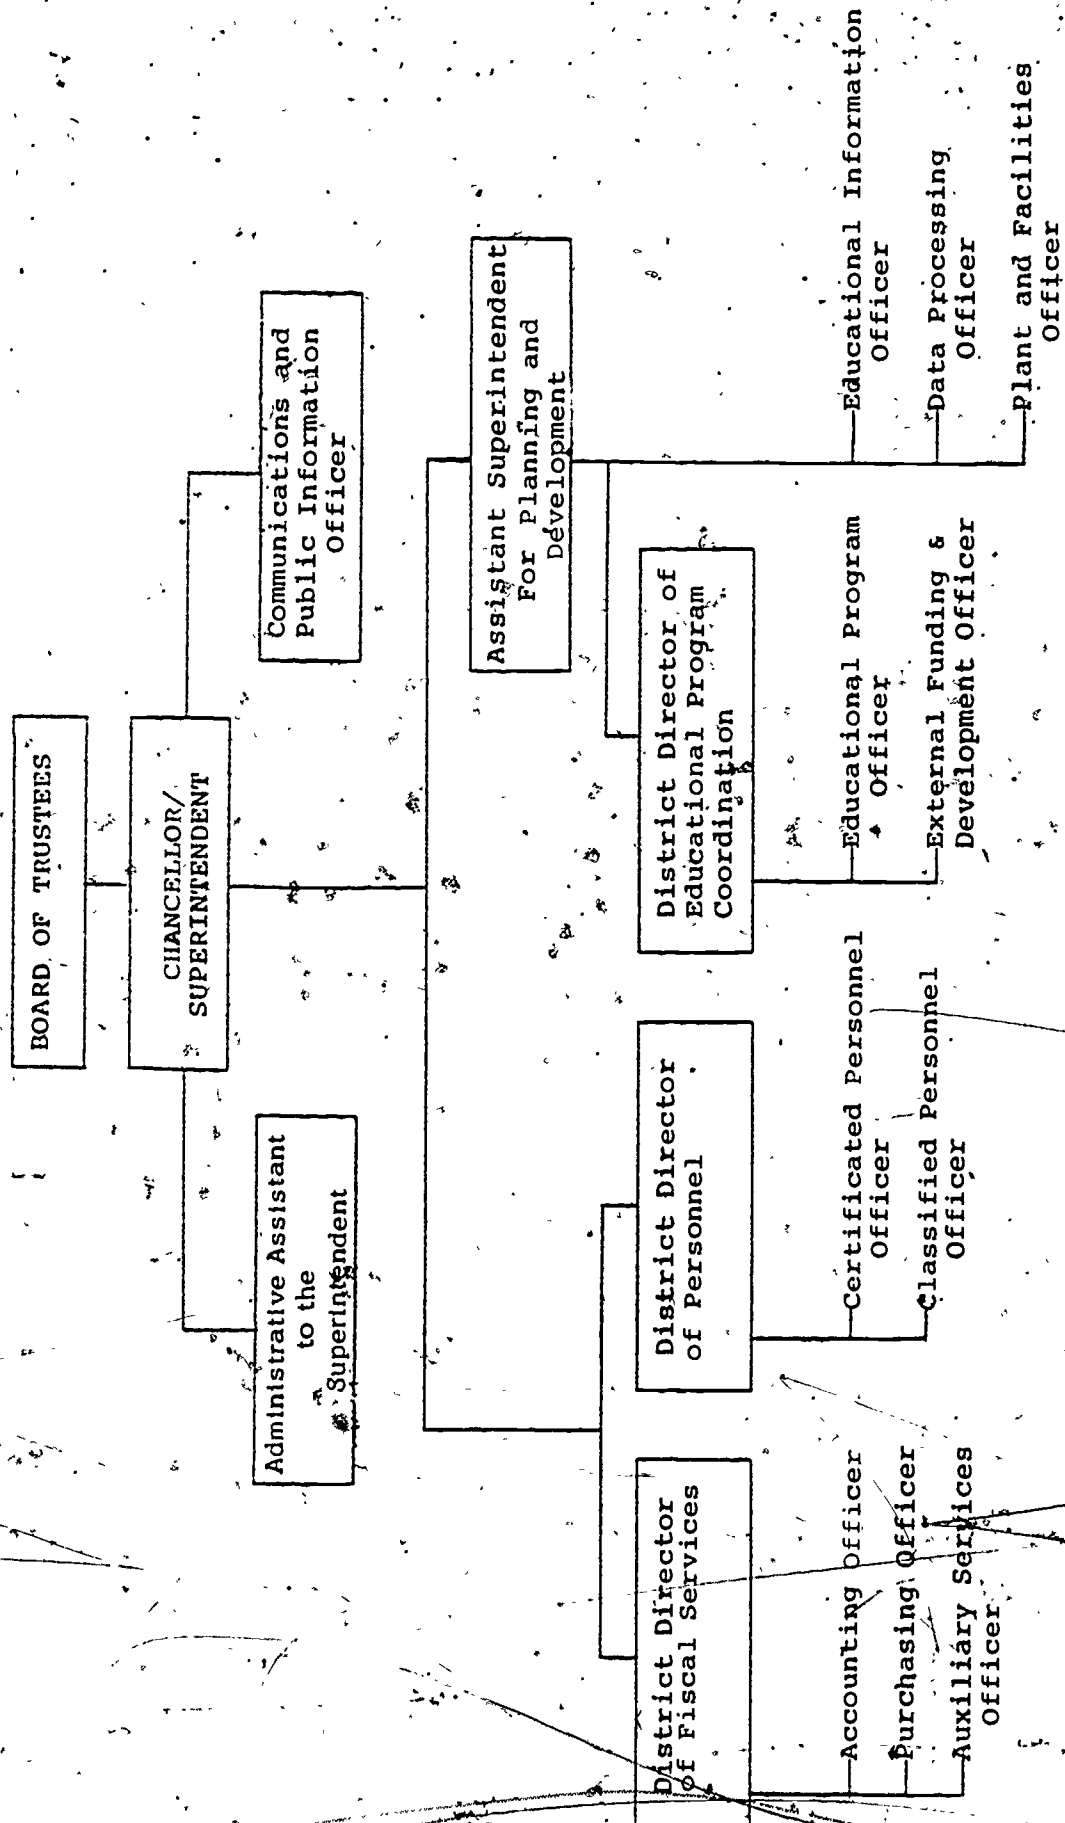 BOARD OF TRUSTEES
CHANCELLOR/
SUPERINTENDENT
Administrative Assistant
to the
Superintendent
Communications and
Public Information
Officer
Assistant Superintendent
For Planning and
Development
District Director
of Fiscal Services
District Director
of Personnel
District Director of
Educational Program
Coordination
Accounting Officer
Purchasing Officer
Auxiliary Services
Officer
Certificated Personnel
Officer
Classified Personnel
Officer
Educational Program
Officer
External Funding &
Development Officer
Educational Information
Officer
Data Processing
Officer
Plant and Facilities
Officer